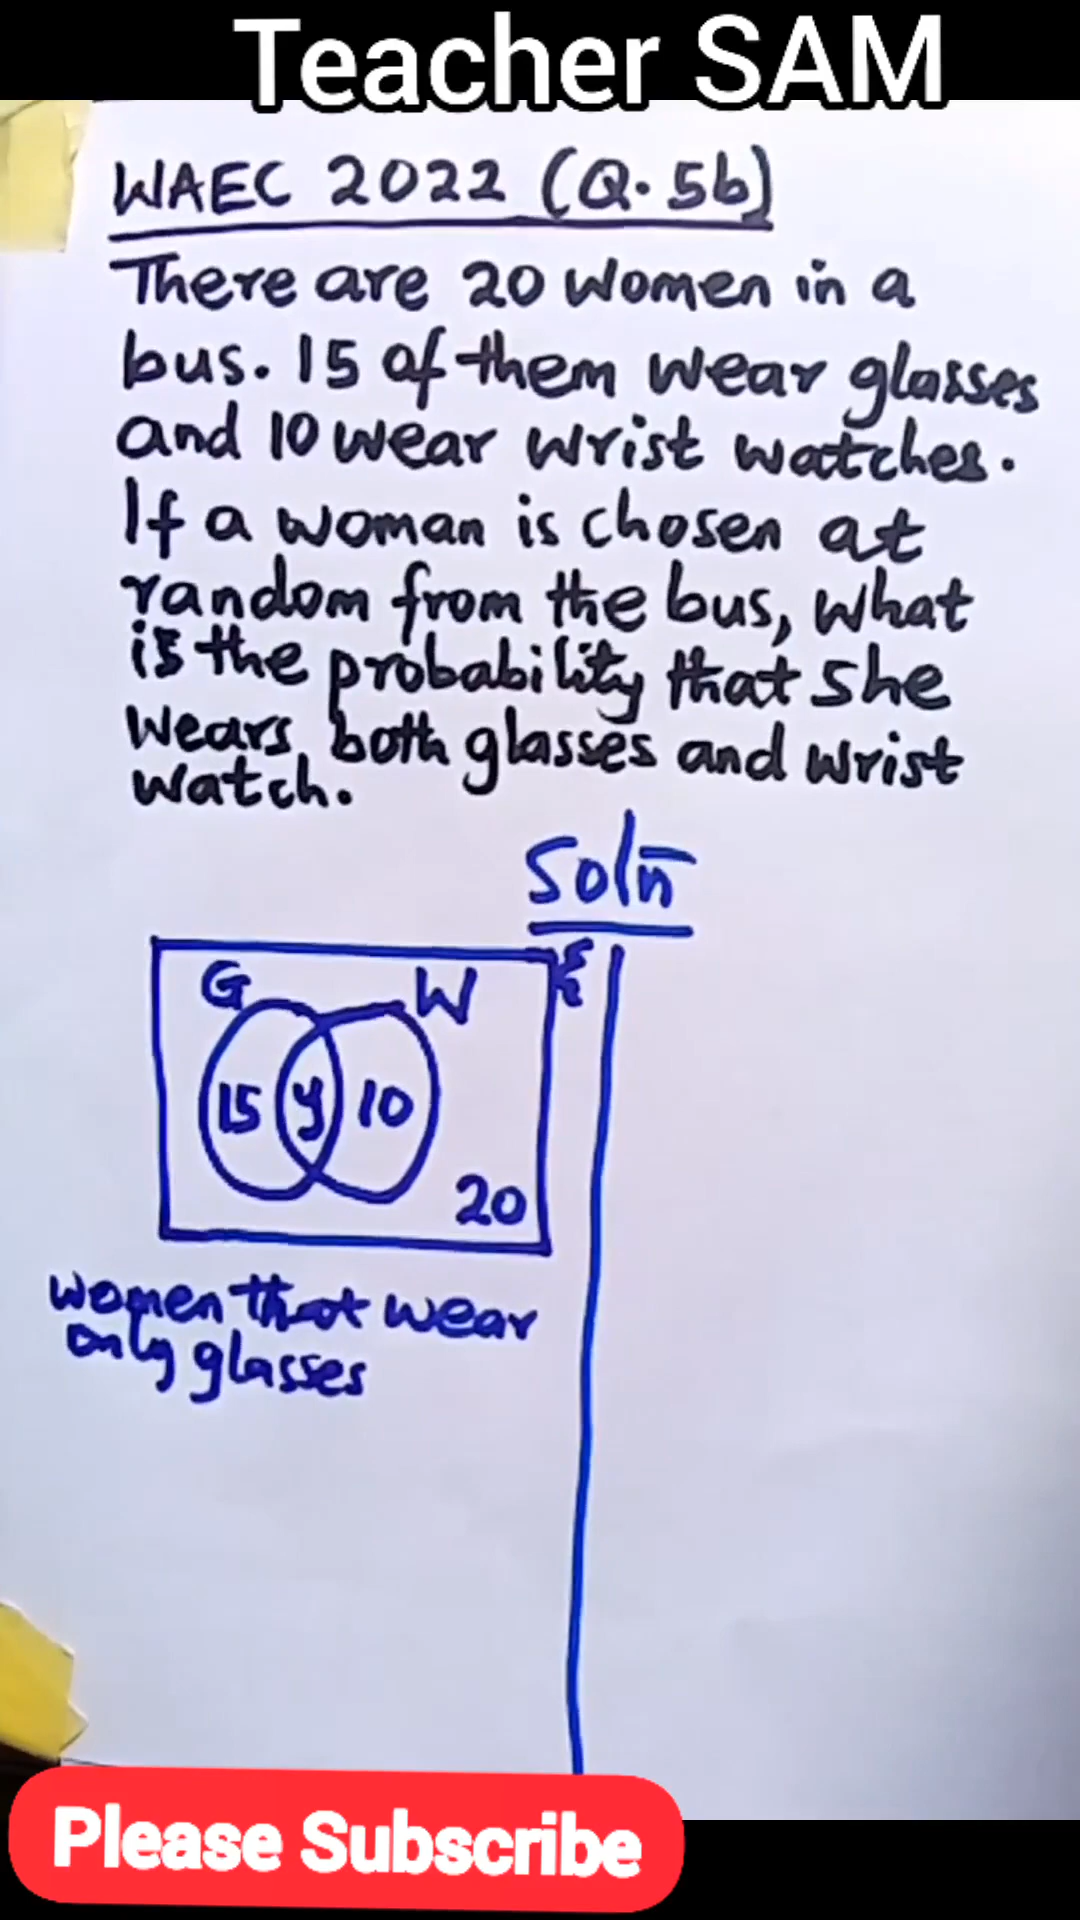 Teacher SAM
WAEC 2022 (Q. 5b)
There are 20 women in a
bus. 15 of them wear glasses
and 10 wear wrist watches.
If a woman is chosen at
random from the bus, what
is the probability that she
wears, both glasses and wrist
watch.
Soln
G W ξ
15 y 10
20
women that wear
only glasses
Please Subscribe